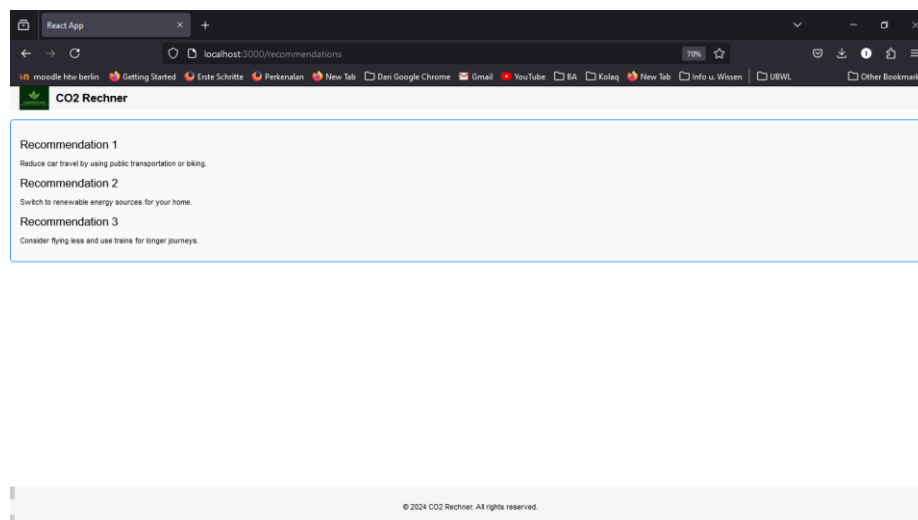 React App
localhost:3000/recommendations
70%
moodle htw berlin Getting Started Erste Schritte Perkenalan New Tab Dari Google Chrome Gmail YouTube BA Kolaq New Tab Info u. Wissen UBWL Other Bookmark
CO2 Rechner
Recommendation 1
Reduce car travel by using public transportation or biking.
Recommendation 2
Switch to renewable energy sources for your home.
Recommendation 3
Consider flying less and use trains for longer journeys.
© 2024 CO2 Rechner. All rights reserved.